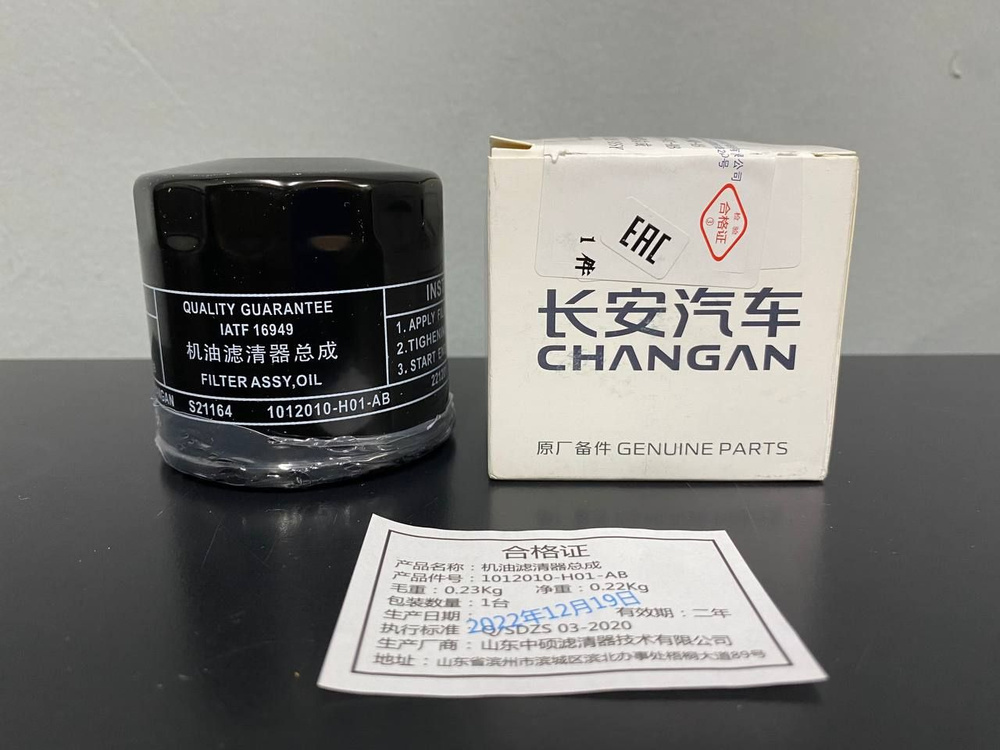 QUALITY GUARANTEE
IATF 16949
机油滤清器总成
FILTER ASSY,OIL
S21164 1012010-H01-AB
1. APPLY
2.TIGHEN
3. START
1件
EAC
检验
合格证
长安汽车
CHANGAN
原厂备件 GENUINE PARTS
合格证
产品名称：机油滤清器总成
产品件号：1012010-H01-AB
毛重：0.23Kg 净重：0.22Kg
包装数量：1台
生产日期：2022年12月19日 有效期：二年
执行标准 Q/SDZS 03-2020
生产厂商：山东中硕滤清器技术有限公司
地址：山东省滨州市滨城区滨北办事处梧桐大道89号